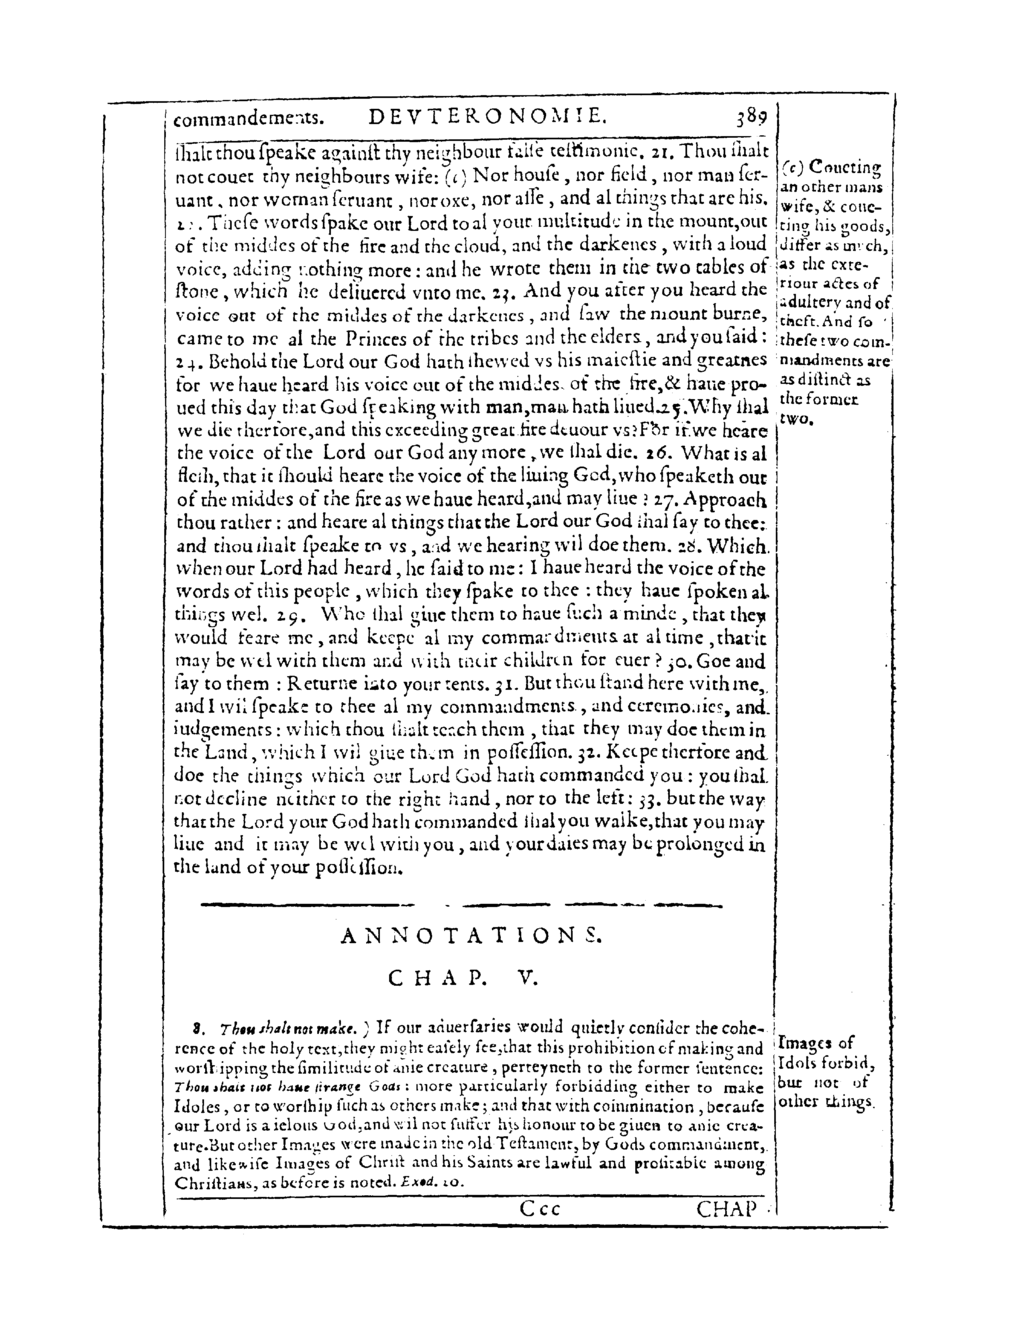 commandements. DEVTERONOMIE. 389
ſhalt thou ſpeake againſt thy neighbour falſe teſtimonie. 21. Thou ſhalt
not couet thy neighbours wife: (c) Nor houſe, nor field, nor man ſer-
uant, nor woman ſeruant, nor oxe, nor aſſe, and al things that are his.
22. Theſe words ſpake our Lord to al your multitude in the mount, out
of the middes of the fire and the cloud, and the darkenes, with a loud
voice, adding nothing more: and he wrote them in the two tables of
ſtone, which he deliuered vnto me. 23. And you after you heard the
voice out of the middes of the darkenes, and ſaw the mount burne,
came to me al the Princes of the tribes and the elders, and you ſaid:
24. Behold the Lord our God hath ſhewed vs his maieſtie and greatnes
for we haue heard his voice out of the middes of the fire, & haue pro-
ued this day that God ſpeaking with man, man hath liued. 25. Why ſhal
we die therfore, and this exceeding great fire deuour vs? For if we heare
the voice of the Lord our God any more, we ſhal die. 26. What is al
fleſh, that it ſhould heare the voice of the liuing God, who ſpeaketh out
of the middes of the fire as we haue heard, and may liue? 27. Approach
thou rather: and heare al things that the Lord our God ſhal ſay to thee:
and thou ſhalt ſpeake to vs, and we hearing wil doe them. 28. Which
when our Lord had heard, he ſaid to me: I haue heard the voice of the
words of this people, which they ſpake to thee: they haue ſpoken al
things wel. 29. Who ſhal giue them to haue ſuch a minde, that they
would feare me, and keepe al my commandments at al time, that it
may be wel with them and with their children for euer? 30. Goe and
ſay to them: Returne into your tents. 31. But thou ſtand here with me,
and I wil ſpeake to thee al my commandments, and ceremonies, and
iudgements: which thou ſhalt teach them, that they may doe them in
the Land, which I wil giue them in poſſeſſion. 32. Keepe therfore and
doe the things which our Lord God hath commanded you: you ſhal
not decline neither to the right hand, nor to the left: 33. but the way
that the Lord your God hath commanded ſhal you walke, that you may
liue and it may be wel with you, and your daies may be prolonged in
the land of your poſſeſſion.
(c) Coueting
an other mans
wife, & coue-
ting his goods,
differ as much,
as the exte-
riour actes of
adultery and of
theft. And ſo
theſe two com-
mandments are
as diſtinct as
the former
two.
ANNOTATIONS.
CHAP. V.
8. Thou shalt not make. ) If our aduerſaries would quietly conſider the cohe-
rence of the holy text, they might eaſely ſee, that this prohibition of making and
worſhipping the ſimilitude of anie creature, perteyneth to the former ſentence:
Thou shalt not haue ſtrange Gods: more particularly forbidding either to make
Idoles, or to worſhip ſuch as others make; and that with commination, becauſe
our Lord is a ielous God, and wil not ſuffer his honour to be giuen to anie crea-
ture. But other Images were made in the old Teſtament, by Gods commandment,
and likewiſe Images of Chriſt and his Saints are lawful and profitable among
Chriſtians, as before is noted. Exod. 20.
Images of
Idols forbid,
but not of
other things.
Ccc CHAP.